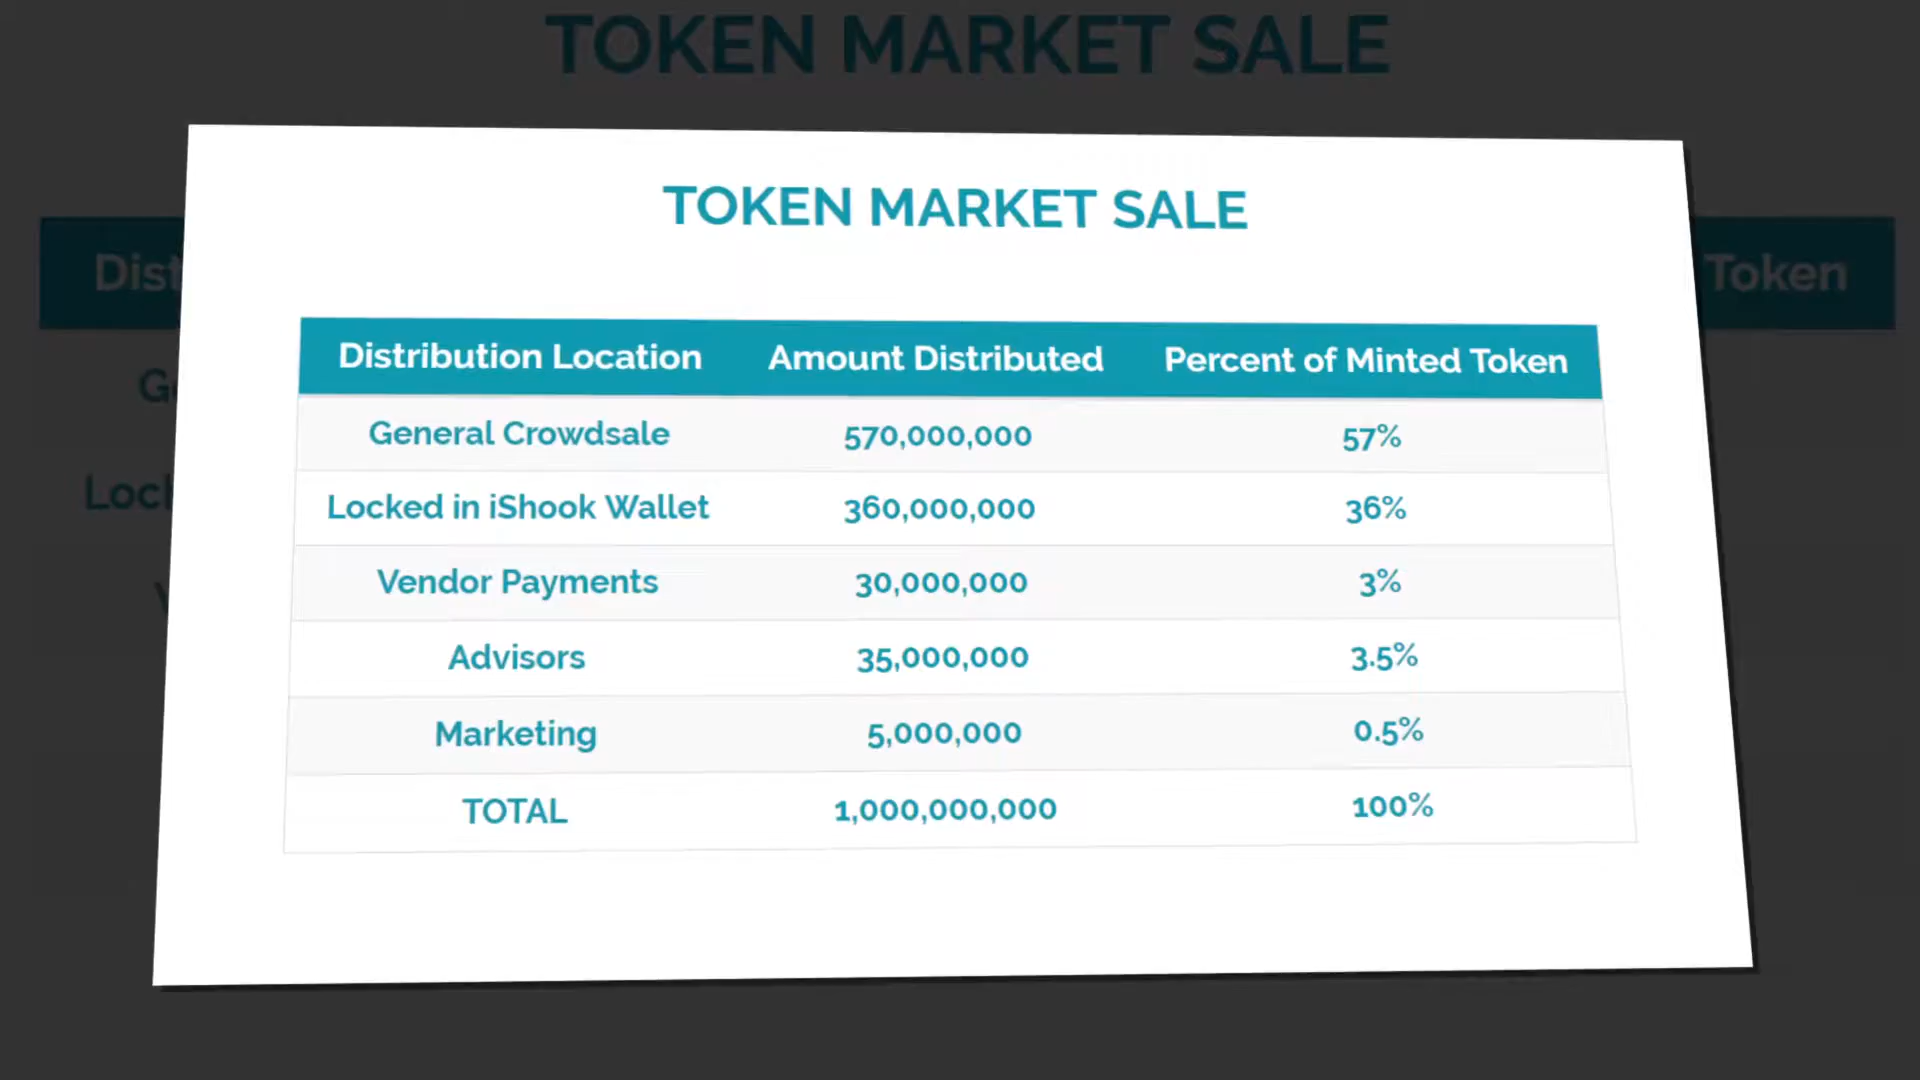 TOKEN MARKET SALE
TOKEN MARKET SALE
Dist
Token
Distribution Location Amount Distributed Percent of Minted Token
General Crowdsale 570,000,000 57%
Locked in iShook Wallet 360,000,000 36%
Vendor Payments 30,000,000 3%
Advisors 35,000,000 3.5%
Marketing 5,000,000 0.5%
TOTAL 1,000,000,000 100%